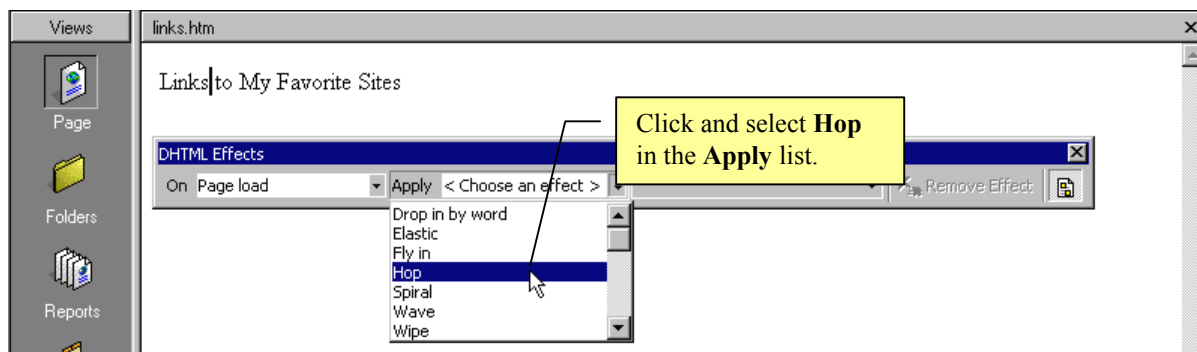 Views
links.htm
Page
Folders
Reports
Links to My Favorite Sites
Click and select Hop
in the Apply list.
DHTML Effects
On Page load Apply < Choose an effect > Remove Effect
Drop in by word
Elastic
Fly in
Hop
Spiral
Wave
Wipe